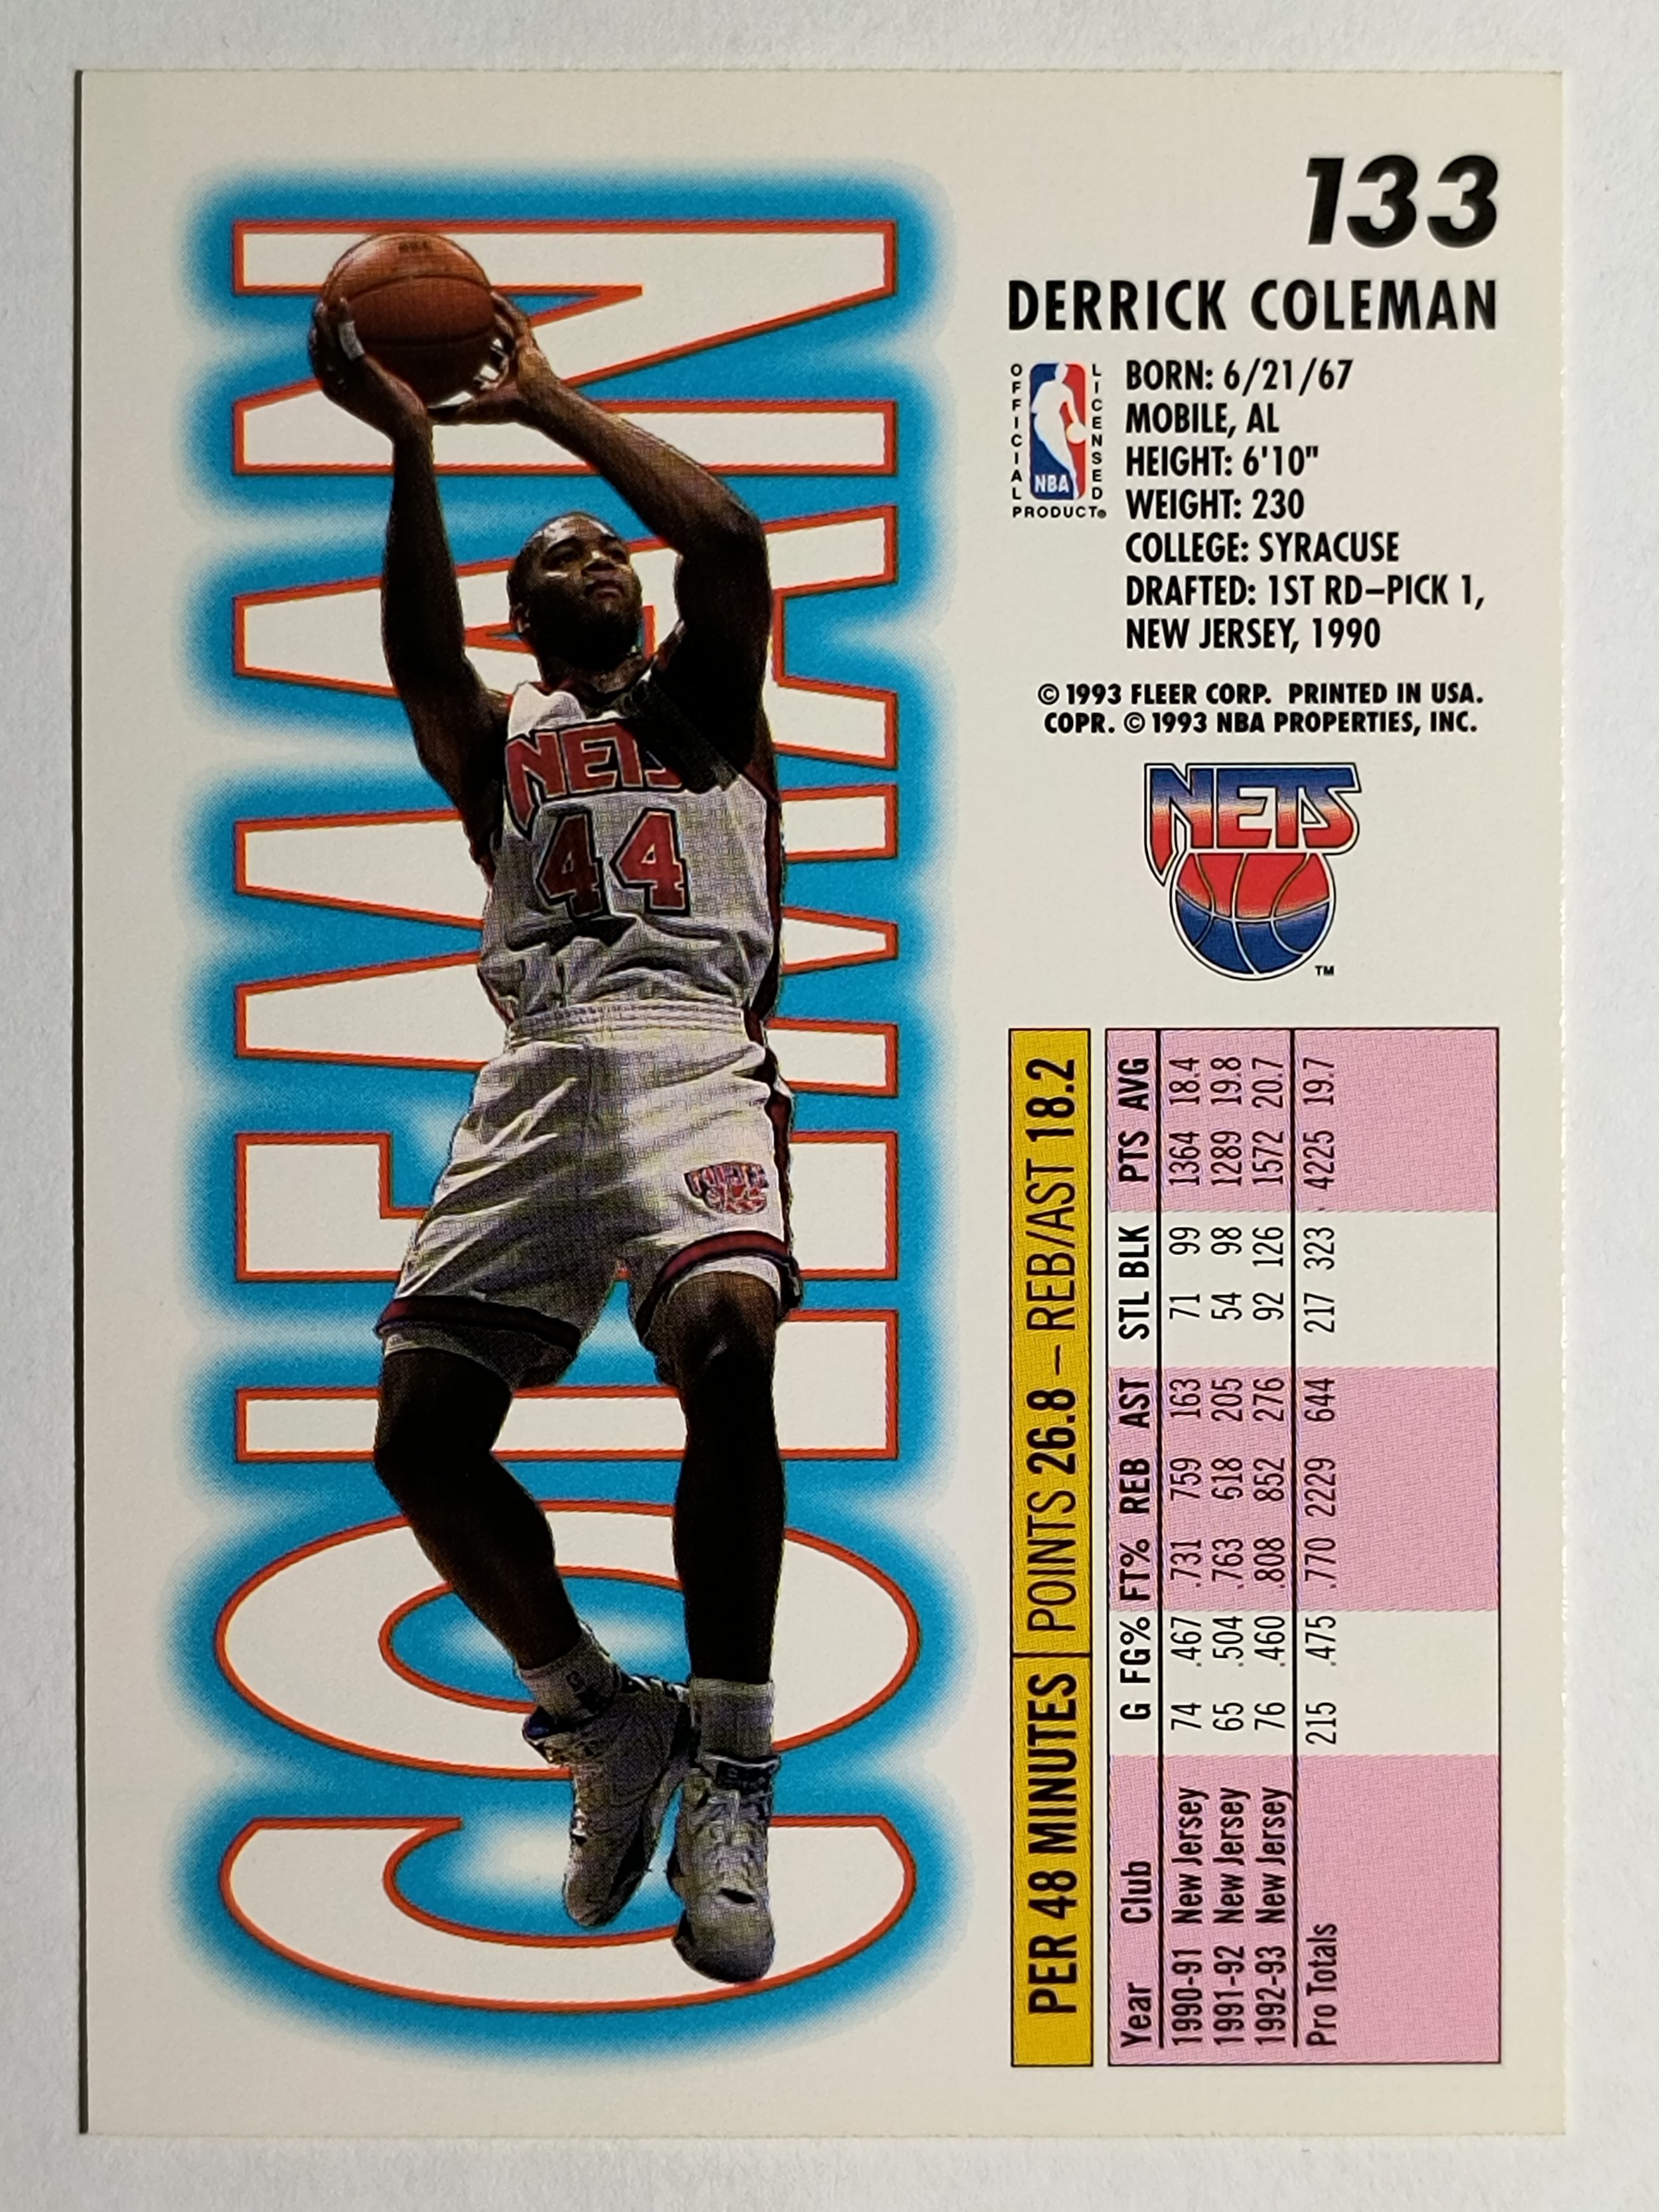 133
DERRICK COLEMAN
OFFICIAL LICENSED
NBA
PRODUCT®
BORN: 6/21/67
MOBILE, AL
HEIGHT: 6'10"
WEIGHT: 230
COLLEGE: SYRACUSE
DRAFTED: 1ST RD–PICK 1,
NEW JERSEY, 1990
© 1993 FLEER CORP. PRINTED IN USA.
COPR. © 1993 NBA PROPERTIES, INC.
NETS
TM
COLEMAN
NETS
44
NETS
PER 48 MINUTES POINTS 26.8 – REB/AST 18.2
Year Club G FG% FT% REB AST STL BLK PTS AVG
1990-91 New Jersey 74 .467 .731 759 163 71 99 1364 18.4
1991-92 New Jersey 65 .504 .763 618 205 54 98 1289 19.8
1992-93 New Jersey 76 .460 .808 852 276 92 126 1572 20.7
Pro Totals 215 .475 .770 2229 644 217 323 4225 19.7